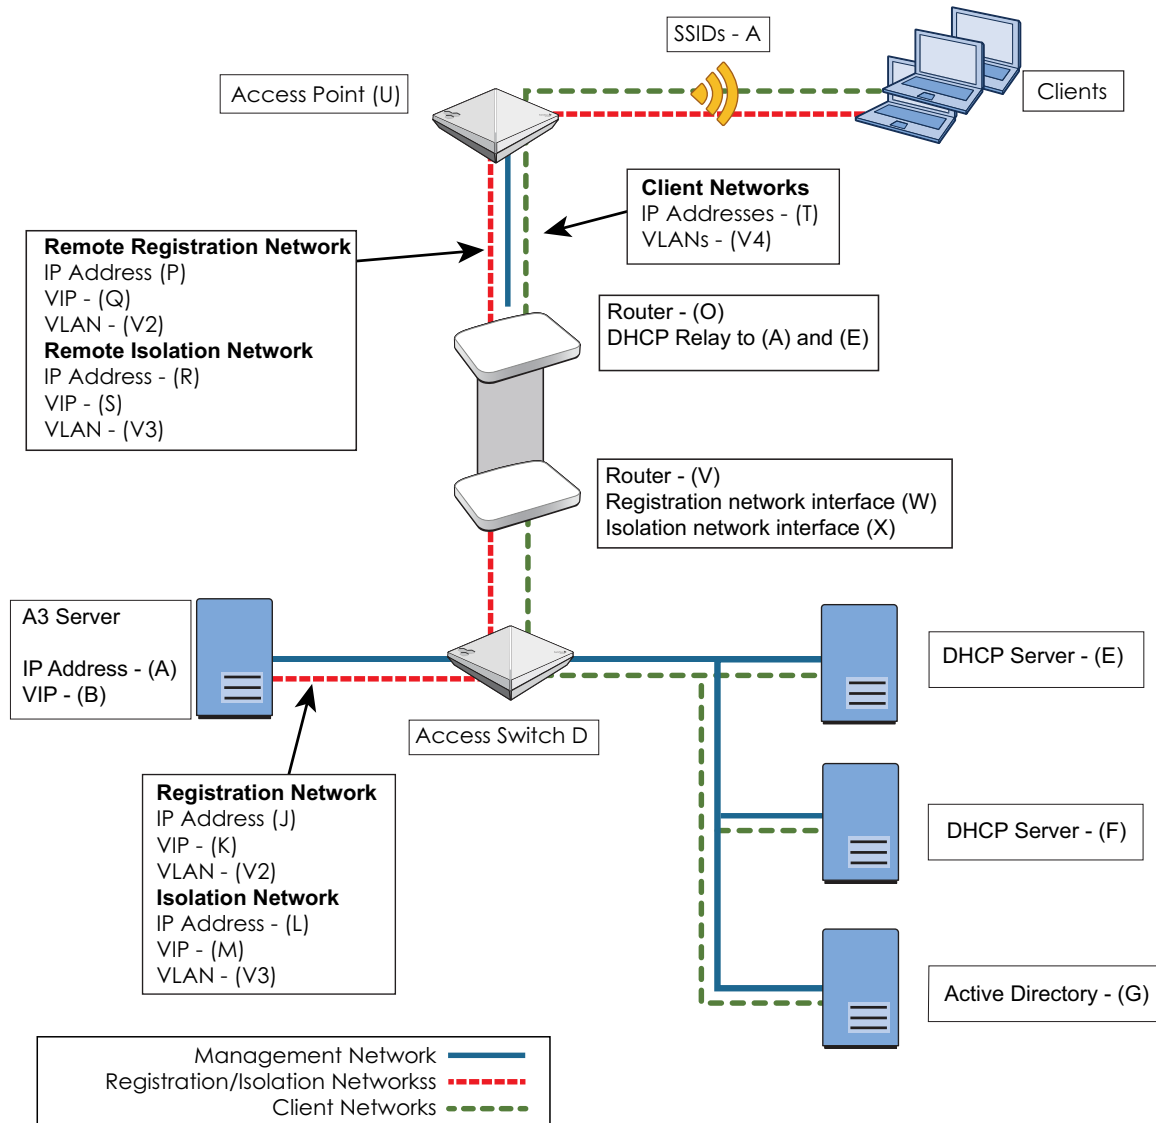 SSIDs - A
Access Point (U)
Clients
Client Networks
IP Addresses - (T)
VLANs - (V4)
Remote Registration Network
IP Address (P)
VIP - (Q)
VLAN - (V2)
Remote Isolation Network
IP Address - (R)
VIP - (S)
VLAN - (V3)
Router - (O)
DHCP Relay to (A) and (E)
Router - (V)
Registration network interface (W)
Isolation network interface (X)
A3 Server
IP Address - (A)
VIP - (B)
DHCP Server - (E)
Access Switch D
Registration Network
IP Address (J)
VIP - (K)
VLAN - (V2)
Isolation Network
IP Address - (L)
VIP - (M)
VLAN - (V3)
DHCP Server - (F)
Active Directory - (G)
Management Network
Registration/Isolation Networkss
Client Networks